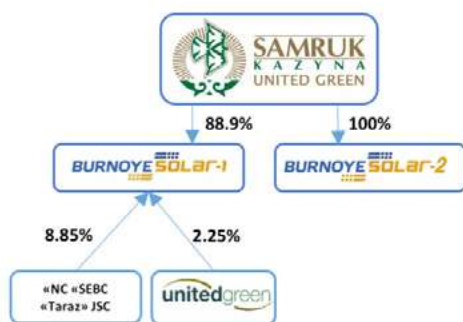 SAMRUK
KAZYNA
UNITED GREEN
88.9%
100%
BURNOYE SOLAR-1
BURNOYE SOLAR-2
8.85%
2.25%
«NC «SEBC
«Taraz» JSC
unitedgreen